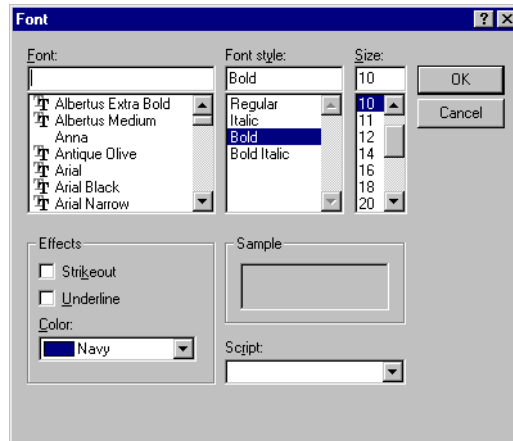 Font
Font:
Font style:
Size:
Bold
10
OK
Cancel
Albertus Extra Bold
Albertus Medium
Anna
Antique Olive
Arial
Arial Black
Arial Narrow
Regular
Italic
Bold
Bold Italic
10
11
12
14
16
18
20
Effects
Strikeout
Underline
Color:
Navy
Sample
Script: